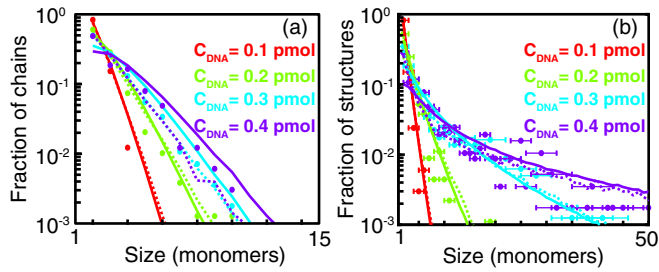 (a)
C_DNA = 0.1 pmol
C_DNA = 0.2 pmol
C_DNA = 0.3 pmol
C_DNA = 0.4 pmol
Fraction of chains
10^0
10^-1
10^-2
10^-3
1
15
Size (monomers)
(b)
C_DNA = 0.1 pmol
C_DNA = 0.2 pmol
C_DNA = 0.3 pmol
C_DNA = 0.4 pmol
Fraction of structures
10^0
10^-1
10^-2
10^-3
1
50
Size (monomers)